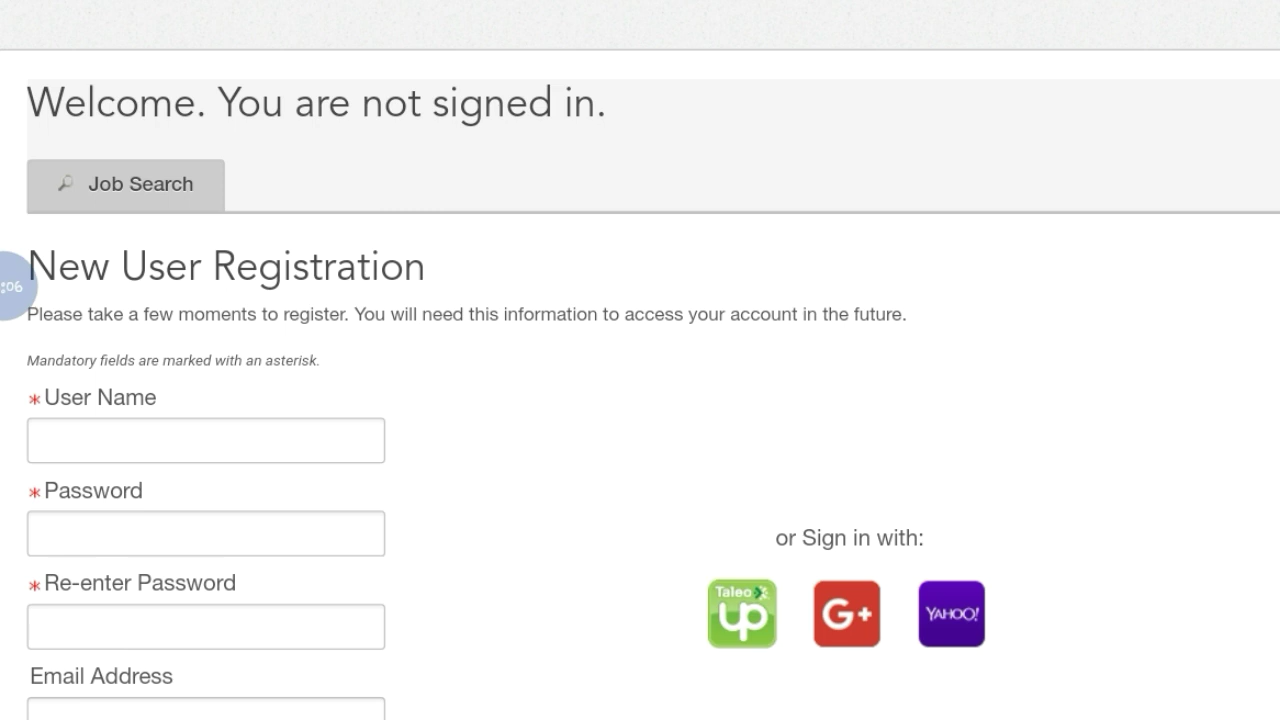 Welcome. You are not signed in.
Job Search
New User Registration
:06
Please take a few moments to register. You will need this information to access your account in the future.
Mandatory fields are marked with an asterisk.
*User Name
*Password
or Sign in with:
*Re-enter Password
Taleo
up
G+
YAHOO!
Email Address